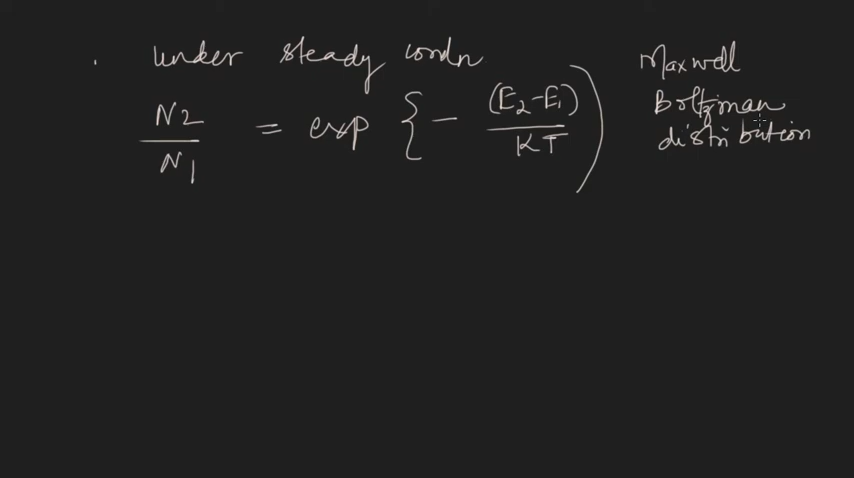 . under steady condn
N2 / N1 = exp { - (E2-E1) / KT )
Maxwell
Boltzman
distribution